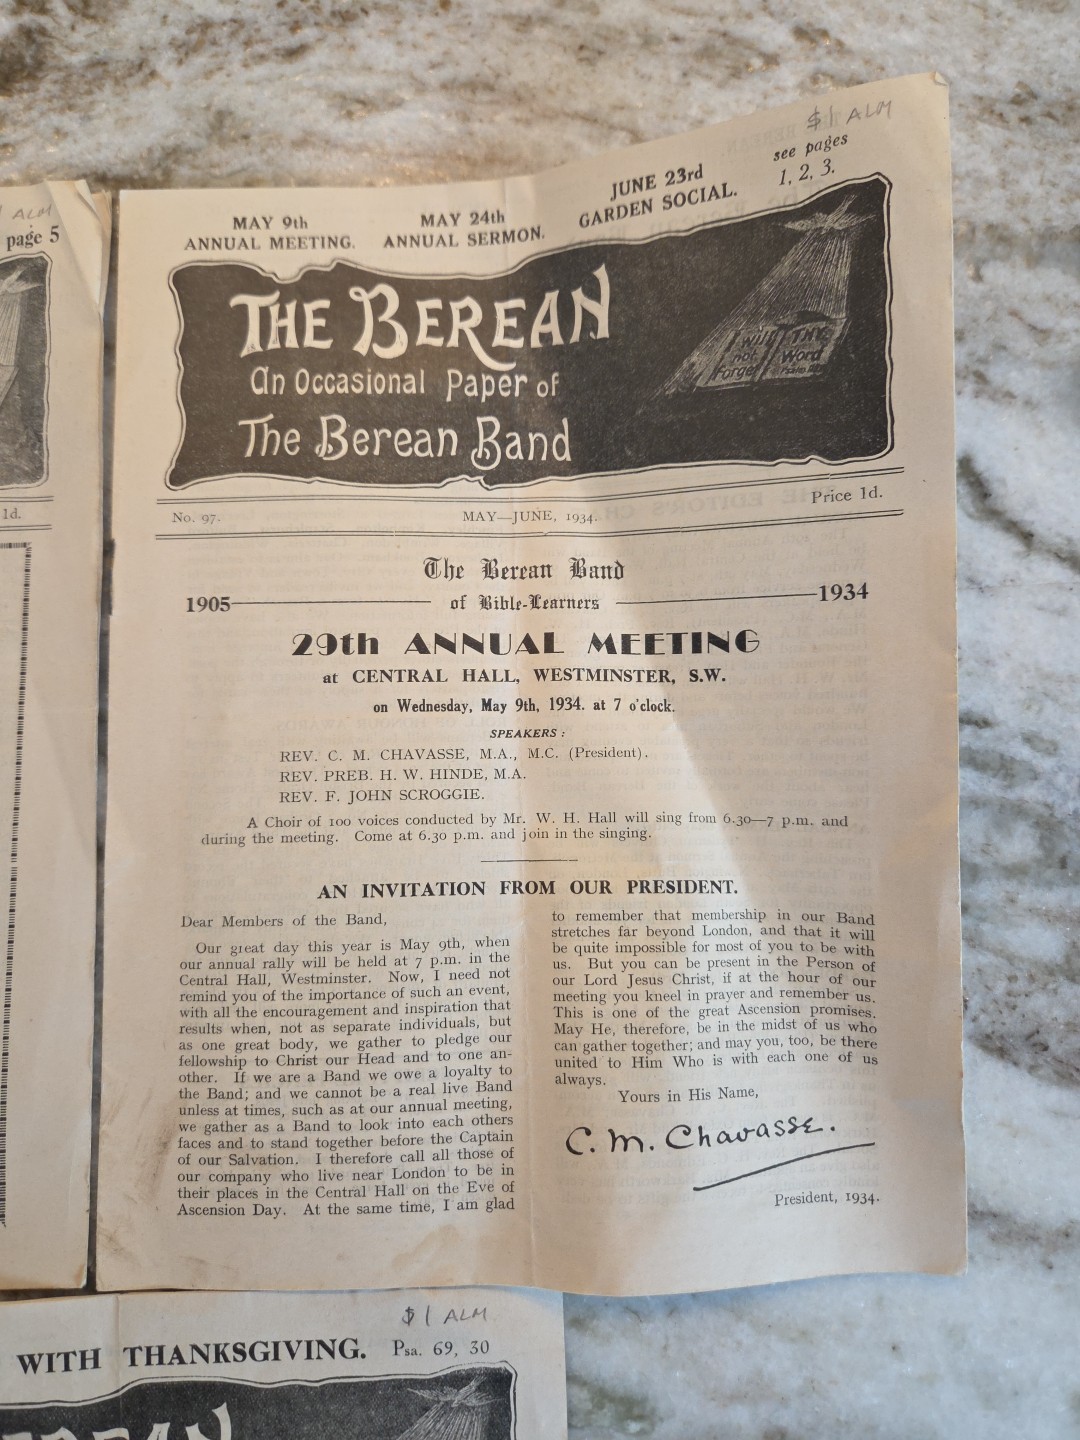 $1 ALM
see pages
1, 2, 3.
MAY 9th
ANNUAL MEETING.
MAY 24th
ANNUAL SERMON.
JUNE 23rd
GARDEN SOCIAL.
THE BEREAN
An Occasional Paper of
The Berean Band
I will not forget
THY Word
No. 97.
MAY—JUNE, 1934.
Price 1d.
The Berean Band
1905 of Bible-Learners 1934
29th ANNUAL MEETING
at CENTRAL HALL, WESTMINSTER, S.W.
on Wednesday, May 9th, 1934. at 7 o'clock.
SPEAKERS :
REV. C. M. CHAVASSE, M.A., M.C. (President).
REV. PREB. H. W. HINDE, M.A.
REV. F. JOHN SCROGGIE.
A Choir of 100 voices conducted by Mr. W. H. Hall will sing from 6.30—7 p.m. and
during the meeting. Come at 6.30 p.m. and join in the singing.
AN INVITATION FROM OUR PRESIDENT.
Dear Members of the Band,
Our great day this year is May 9th, when
our annual rally will be held at 7 p.m. in the
Central Hall, Westminster. Now, I need not
remind you of the importance of such an event,
with all the encouragement and inspiration that
results when, not as separate individuals, but
as one great body, we gather to pledge our
fellowship to Christ our Head and to one an-
other. If we are a Band we owe a loyalty to
the Band; and we cannot be a real live Band
unless at times, such as at our annual meeting,
we gather as a Band to look into each others
faces and to stand together before the Captain
of our Salvation. I therefore call all those of
our company who live near London to be in
their places in the Central Hall on the Eve of
Ascension Day. At the same time, I am glad
to remember that membership in our Band
stretches far beyond London, and that it will
be quite impossible for most of you to be with
us. But you can be present in the Person of
our Lord Jesus Christ, if at the hour of our
meeting you kneel in prayer and remember us.
This is one of the great Ascension promises.
May He, therefore, be in the midst of us who
can gather together; and may you, too, be there
united to Him Who is with each one of us
always.
Yours in His Name,
C. M. Chavasse.
President, 1934.
ALM
page 5
1d.
$1 ALM
WITH THANKSGIVING. Psa. 69, 30